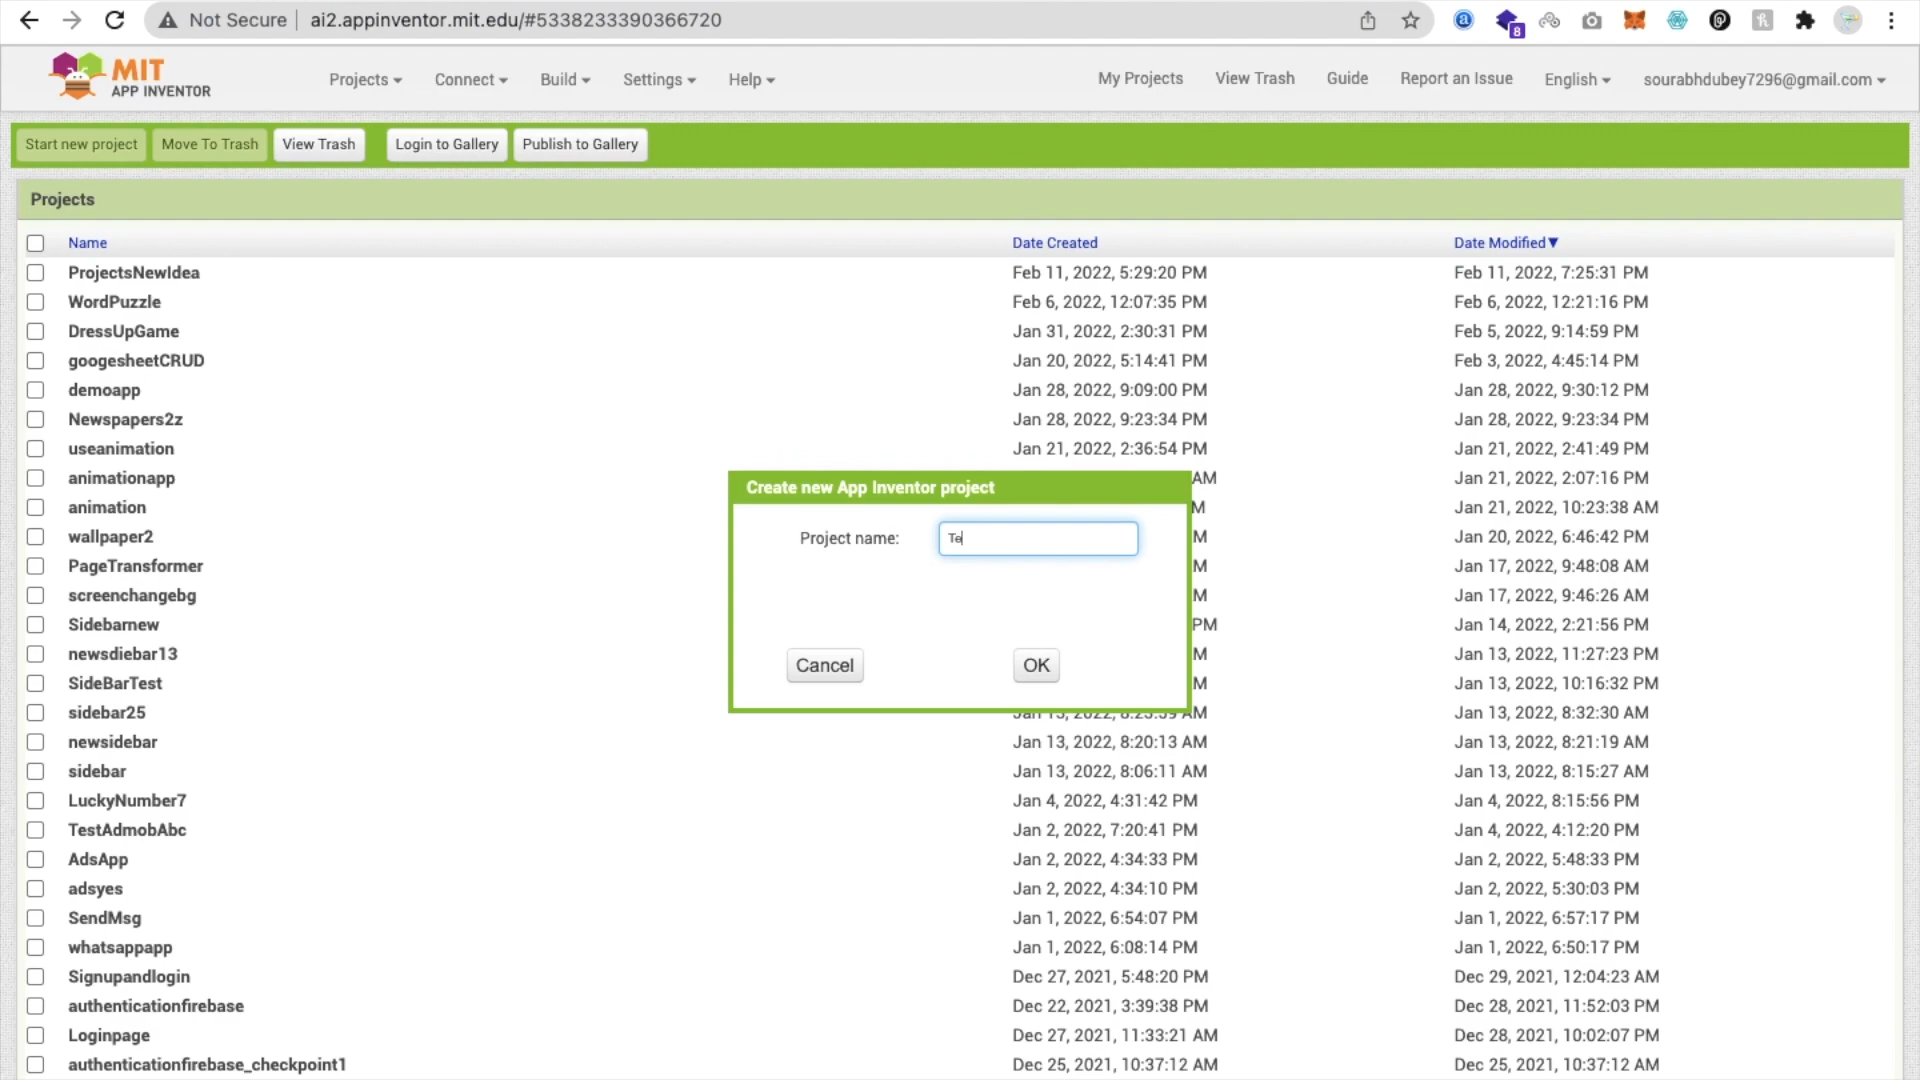 Not Secure | ai2.appinventor.mit.edu/#5338233390366720
8
MIT
APP INVENTOR
Projects Connect Build Settings Help My Projects View Trash Guide Report an Issue English sourabhdubey7296@gmail.com
Start new project Move To Trash View Trash Login to Gallery Publish to Gallery
Projects
Name Date Created Date Modified▼
ProjectsNewIdea Feb 11, 2022, 5:29:20 PM Feb 11, 2022, 7:25:31 PM
WordPuzzle Feb 6, 2022, 12:07:35 PM Feb 6, 2022, 12:21:16 PM
DressUpGame Jan 31, 2022, 2:30:31 PM Feb 5, 2022, 9:14:59 PM
googesheetCRUD Jan 20, 2022, 5:14:41 PM Feb 3, 2022, 4:45:14 PM
demoapp Jan 28, 2022, 9:09:00 PM Jan 28, 2022, 9:30:12 PM
Newspapers2z Jan 28, 2022, 9:23:34 PM Jan 28, 2022, 9:23:34 PM
useanimation Jan 21, 2022, 2:36:54 PM Jan 21, 2022, 2:41:49 PM
animationapp AM Jan 21, 2022, 2:07:16 PM
animation M Jan 21, 2022, 10:23:38 AM
wallpaper2 M Jan 20, 2022, 6:46:42 PM
PageTransformer M Jan 17, 2022, 9:48:08 AM
screenchangebg M Jan 17, 2022, 9:46:26 AM
Sidebarnew PM Jan 14, 2022, 2:21:56 PM
newsdiebar13 M Jan 13, 2022, 11:27:23 PM
SideBarTest M Jan 13, 2022, 10:16:32 PM
sidebar25 Jan 13, 2022, 8:23:59 AM Jan 13, 2022, 8:32:30 AM
newsidebar Jan 13, 2022, 8:20:13 AM Jan 13, 2022, 8:21:19 AM
sidebar Jan 13, 2022, 8:06:11 AM Jan 13, 2022, 8:15:27 AM
LuckyNumber7 Jan 4, 2022, 4:31:42 PM Jan 4, 2022, 8:15:56 PM
TestAdmobAbc Jan 2, 2022, 7:20:41 PM Jan 4, 2022, 4:12:20 PM
AdsApp Jan 2, 2022, 4:34:33 PM Jan 2, 2022, 5:48:33 PM
adsyes Jan 2, 2022, 4:34:10 PM Jan 2, 2022, 5:30:03 PM
SendMsg Jan 1, 2022, 6:54:07 PM Jan 1, 2022, 6:57:17 PM
whatsappapp Jan 1, 2022, 6:08:14 PM Jan 1, 2022, 6:50:17 PM
Signupandlogin Dec 27, 2021, 5:48:20 PM Dec 29, 2021, 12:04:23 AM
authenticationfirebase Dec 22, 2021, 3:39:38 PM Dec 28, 2021, 11:52:03 PM
Loginpage Dec 27, 2021, 11:33:21 AM Dec 28, 2021, 10:02:07 PM
authenticationfirebase_checkpoint1 Dec 25, 2021, 10:37:12 AM Dec 25, 2021, 10:37:12 AM
Create new App Inventor project
Project name: Te
Cancel OK